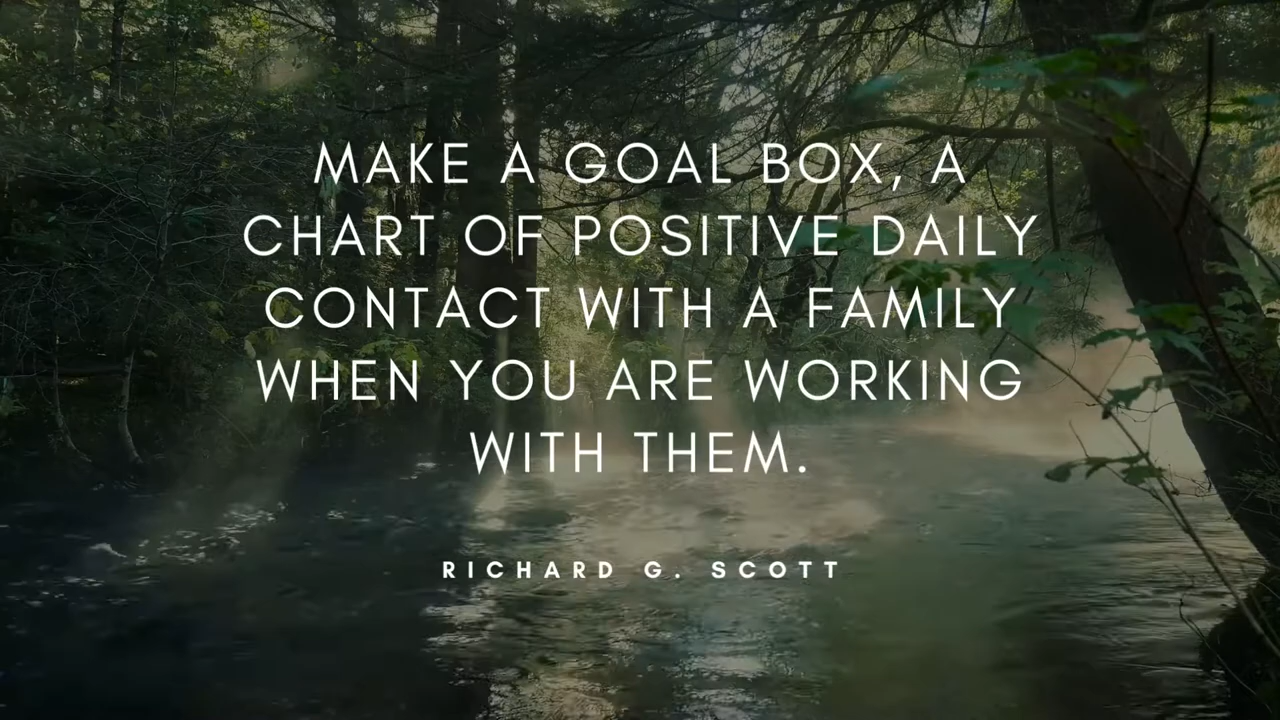 MAKE A GOAL BOX, A
CHART OF POSITIVE DAILY
CONTACT WITH A FAMILY
WHEN YOU ARE WORKING
WITH THEM.
RICHARD G. SCOTT